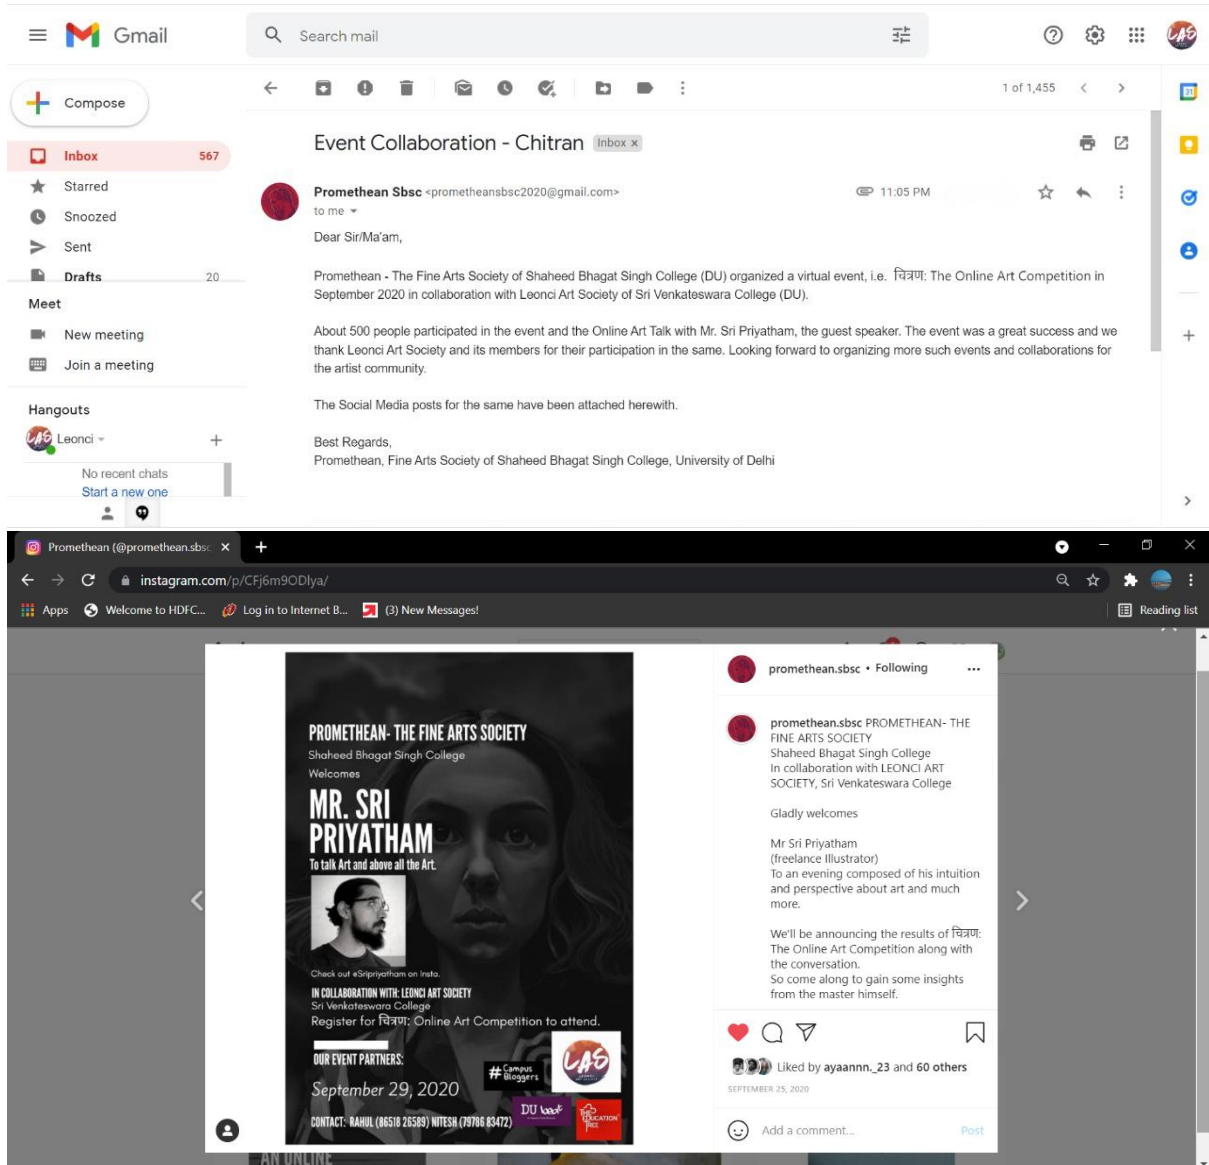 Gmail
Search mail
Compose
1 of 1,455
31
Inbox 567
Starred
Snoozed
Sent
Drafts 20
Meet
New meeting
Join a meeting
Hangouts
Leonci
No recent chats
Start a new one
Event Collaboration - Chitran Inbox x
Promethean Sbsc <prometheansbsc2020@gmail.com> 11:05 PM
to me
Dear Sir/Ma'am,
Promethean - The Fine Arts Society of Shaheed Bhagat Singh College (DU) organized a virtual event, i.e. चित्रण: The Online Art Competition in
September 2020 in collaboration with Leonci Art Society of Sri Venkateswara College (DU).
About 500 people participated in the event and the Online Art Talk with Mr. Sri Priyatham, the guest speaker. The event was a great success and we
thank Leonci Art Society and its members for their participation in the same. Looking forward to organizing more such events and collaborations for
the artist community.
The Social Media posts for the same have been attached herewith.
Best Regards,
Promethean, Fine Arts Society of Shaheed Bhagat Singh College, University of Delhi
Promethean (@promethean.sbsc
instagram.com/p/CFj6m9ODlya/
Apps Welcome to HDFC... Log in to Internet B... (3) New Messages! Reading list
PROMETHEAN- THE FINE ARTS SOCIETY
Shaheed Bhagat Singh College
Welcomes
MR. SRI
PRIYATHAM
To talk Art and above all the Art.
Check out @Sripriyatham on Insta.
IN COLLABORATION WITH: LEONCI ART SOCIETY
Sri Venkateswara College
Register for चित्रण: Online Art Competition to attend.
OUR EVENT PARTNERS:
# Campus
Bloggers
LAS
September 29, 2020
DU beat
THE
EDUCATION
TREE
CONTACT: RAHUL (86518 26589) NITESH (79786 83472)
AN ONLINE
promethean.sbsc • Following
promethean.sbsc PROMETHEAN- THE
FINE ARTS SOCIETY
Shaheed Bhagat Singh College
In collaboration with LEONCI ART
SOCIETY, Sri Venkateswara College
Gladly welcomes
Mr Sri Priyatham
(freelance Illustrator)
To an evening composed of his intuition
and perspective about art and much
more.
We'll be announcing the results of चित्रण:
The Online Art Competition along with
the conversation.
So come along to gain some insights
from the master himself.
Liked by ayaannn._23 and 60 others
SEPTEMBER 25, 2020
Add a comment... Post